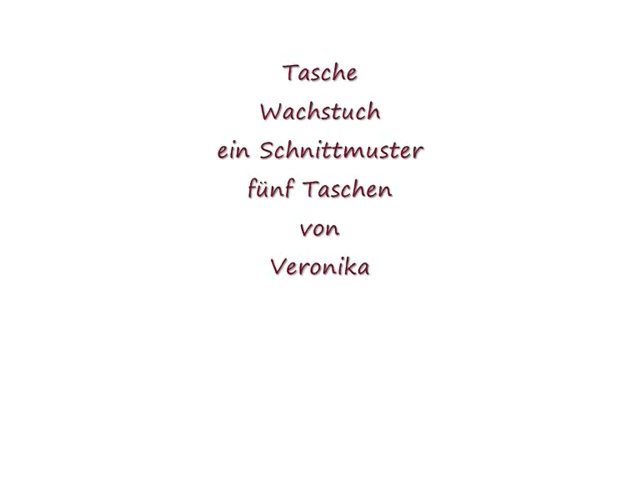 Tasche
Wachstuch
ein Schnittmuster
fünf Taschen
von
Veronika